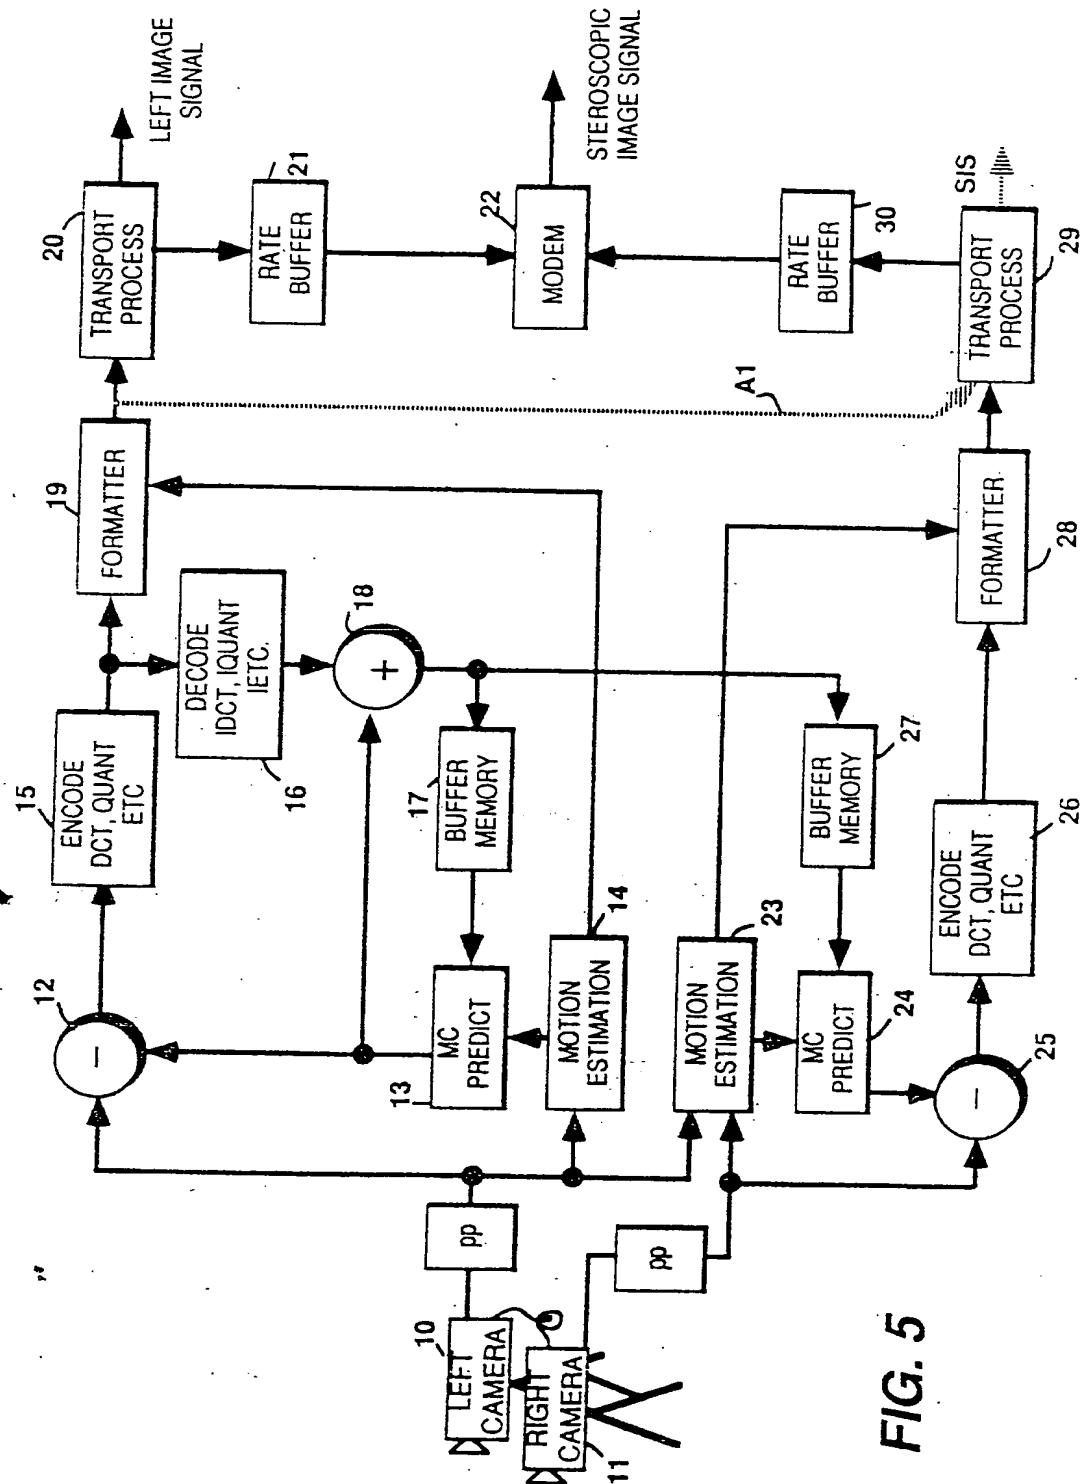 LEFT IMAGE
SIGNAL
20
TRANSPORT
PROCESS
21
RATE
BUFFER
22
MODEM
STEROSCOPIC
IMAGE SIGNAL
RATE
BUFFER
30
SIS
TRANSPORT
PROCESS
29
A1
19
FORMATTER
FORMATTER
28
15
ENCODE
DCT, QUANT
ETC
DECODE
IDCT, IQUANT
IETC.
16
18
+
17
BUFFER
MEMORY
BUFFER
MEMORY
27
ENCODE
DCT, QUANT
ETC
26
12
−
13
MC
PREDICT
14
MOTION
ESTIMATION
23
MOTION
ESTIMATION
MC
PREDICT
24
−
25
pp
pp
10
LEFT
CAMERA
RIGHT
CAMERA
11
FIG. 5